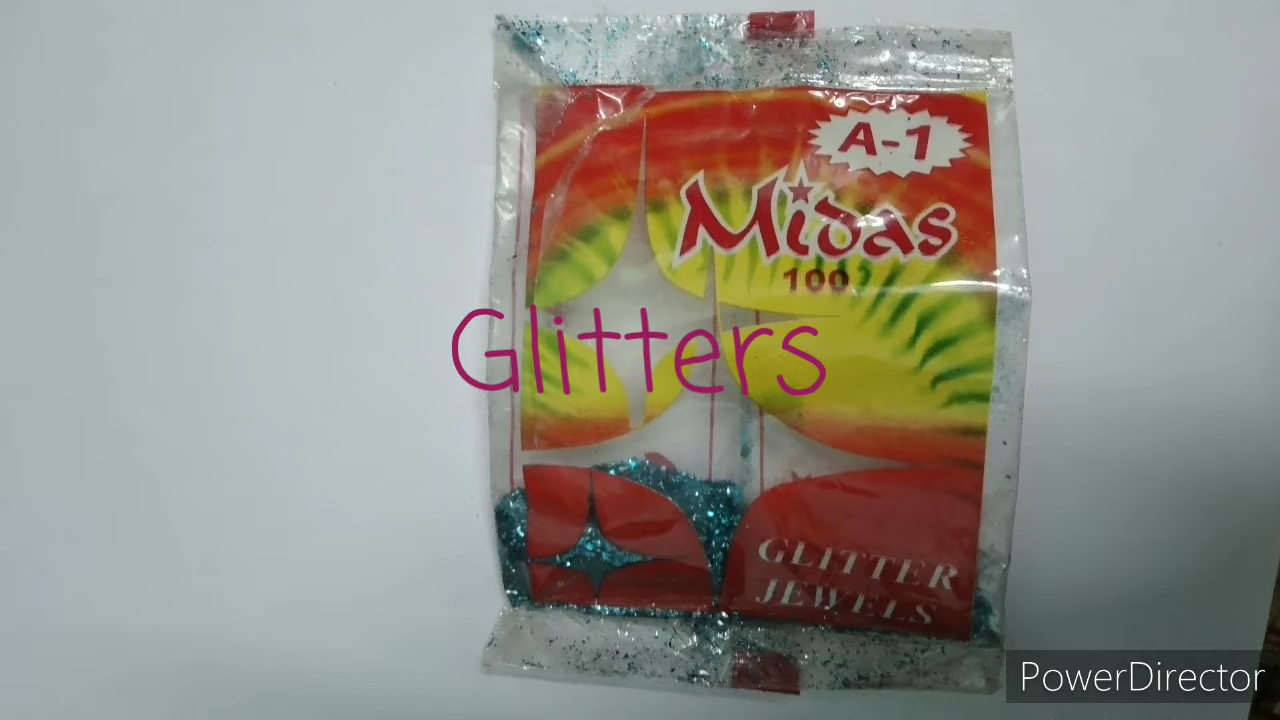 A-1
Midas
100
Glitters
GLITTER
JEWELS
PowerDirector